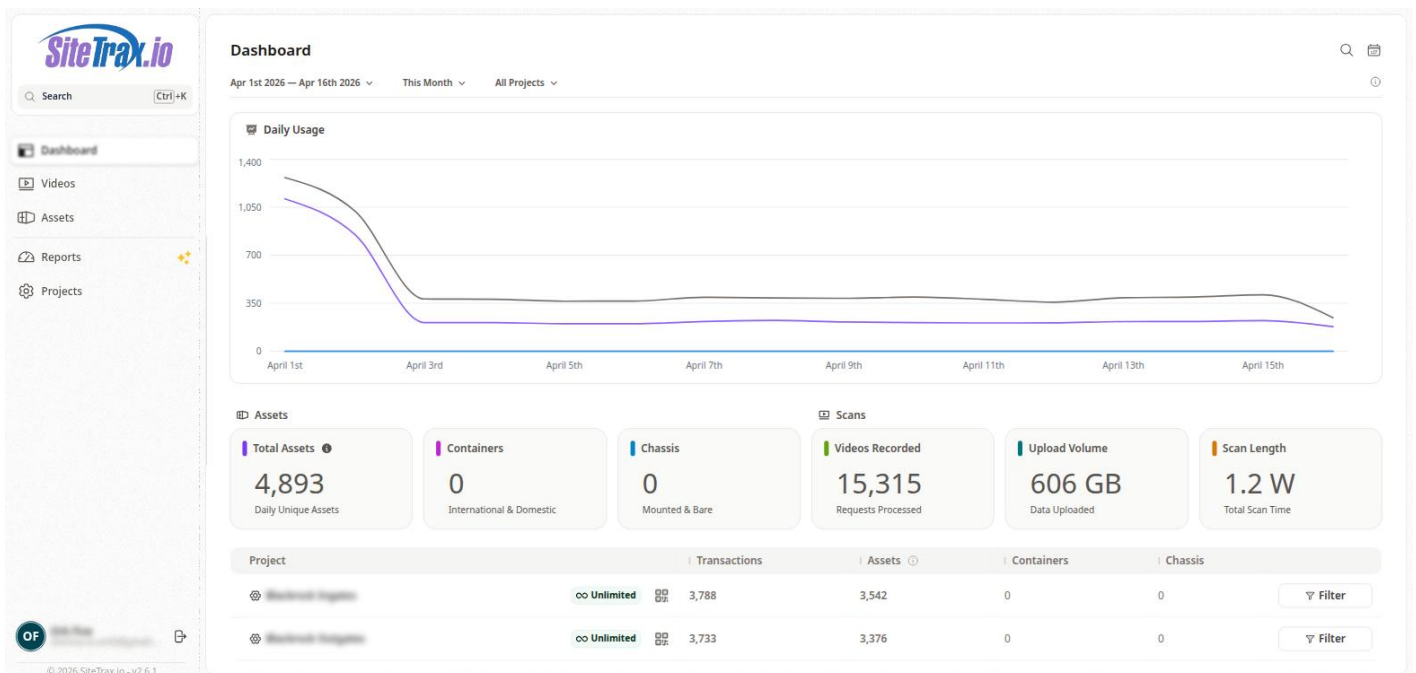 SiteTrax.io
Search Ctrl +K
Videos
Assets
Reports
Projects
OF
© 2026 SiteTrax.io - v2.6.1
Dashboard
Apr 1st 2026 — Apr 16th 2026 This Month All Projects
Daily Usage
1,400
1,050
700
350
0
April 1st April 3rd April 5th April 7th April 9th April 11th April 13th April 15th
Assets Scans
Total Assets Containers Chassis Videos Recorded Upload Volume Scan Length
4,893 0 0 15,315 606 GB 1.2 W
Daily Unique Assets International & Domestic Mounted & Bare Requests Processed Data Uploaded Total Scan Time
Project Transactions Assets Containers Chassis
Unlimited 3,788 3,542 0 0 Filter
Unlimited 3,733 3,376 0 0 Filter